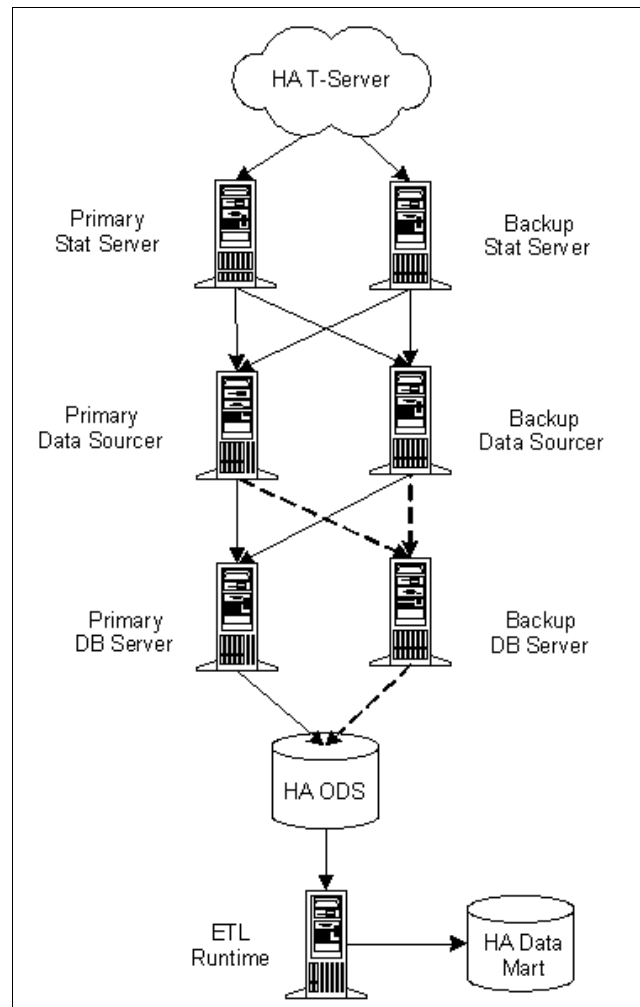 HA T-Server
Primary
Stat Server
Backup
Stat Server
Primary
Data Sourcer
Backup
Data Sourcer
Primary
DB Server
Backup
DB Server
HA ODS
ETL
Runtime
HA Data
Mart